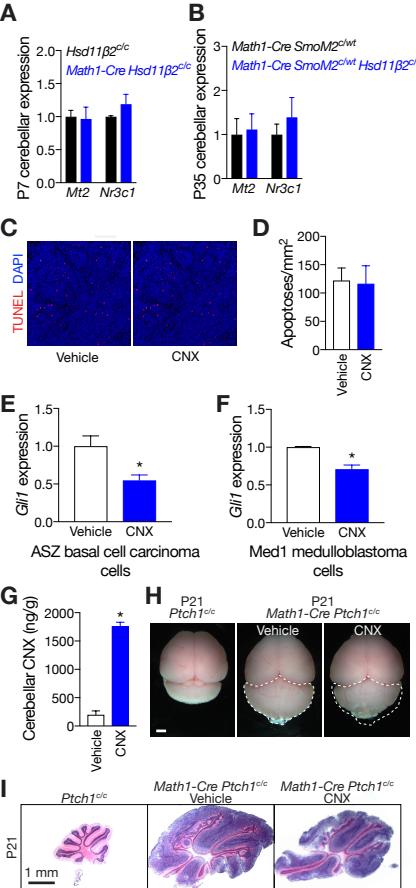 A
B
Hsd11β2c/c
Math1-Cre Hsd11β2c/c
P7 cerebellar expression
2.0
1.5
1.0
0.5
0.0
Mt2 Nr3c1
Math1-Cre SmoM2c/wt
Math1-Cre SmoM2c/wt Hsd11β2c/
P35 cerebellar expression
3
2
1
0
Mt2 Nr3c1
C
TUNEL DAPI
Vehicle CNX
D
Apoptoses/mm2
200
150
100
50
0
Vehicle
CNX
E
Gli1 expression
1.5
1.0
0.5
0.0
*
Vehicle CNX
ASZ basal cell carcinoma
cells
F
Gli1 expression
1.5
1.0
0.5
0.0
*
Vehicle CNX
Med1 medulloblastoma
cells
G
Cerebellar CNX (ng/g)
2000
1500
1000
500
0
*
Vehicle
CNX
H
P21
Ptch1c/c
P21
Math1-Cre Ptch1c/c
Vehicle CNX
I
Ptch1c/c
Math1-Cre Ptch1c/c
Vehicle
Math1-Cre Ptch1c/c
CNX
P21
1 mm